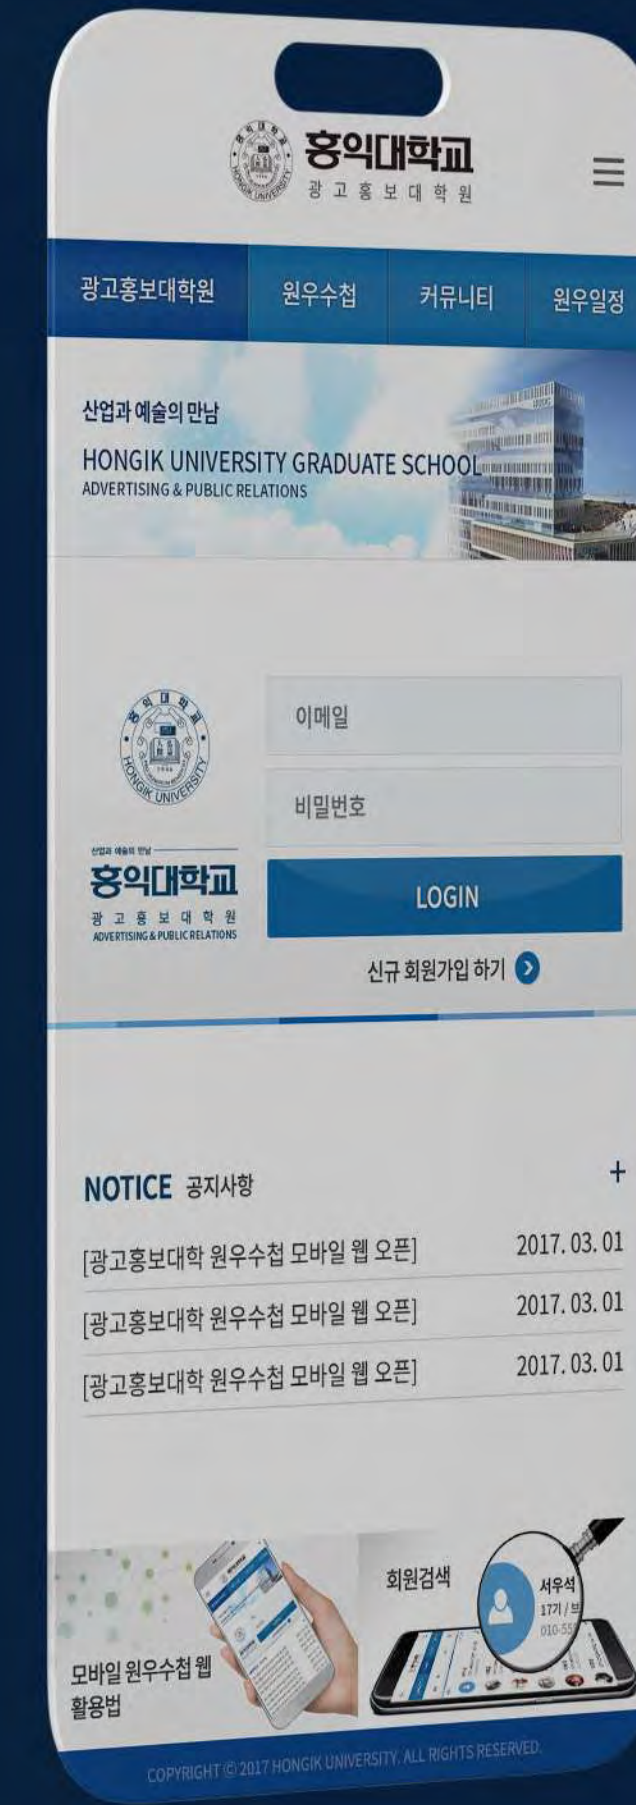 홍익대학교
광고홍보대학원
광고홍보대학원 원우수첩 커뮤니티 원우일정
산업과 예술의 만남
HONGIK UNIVERSITY GRADUATE SCHOOL
ADVERTISING & PUBLIC RELATIONS
홍익대학교
HONGIK UNIVERSITY
1946
이메일
비밀번호
산업과 예술의 만남
홍익대학교
광고홍보대학원
ADVERTISING & PUBLIC RELATIONS
LOGIN
신규 회원가입 하기
NOTICE 공지사항 +
[광고홍보대학 원우수첩 모바일 웹 오픈] 2017. 03. 01
[광고홍보대학 원우수첩 모바일 웹 오픈] 2017. 03. 01
[광고홍보대학 원우수첩 모바일 웹 오픈] 2017. 03. 01
모바일 원우수첩 웹
활용법
회원검색
서우석
17기 /
010-55
COPYRIGHT © 2017 HONGIK UNIVERSITY. ALL RIGHTS RESERVED.